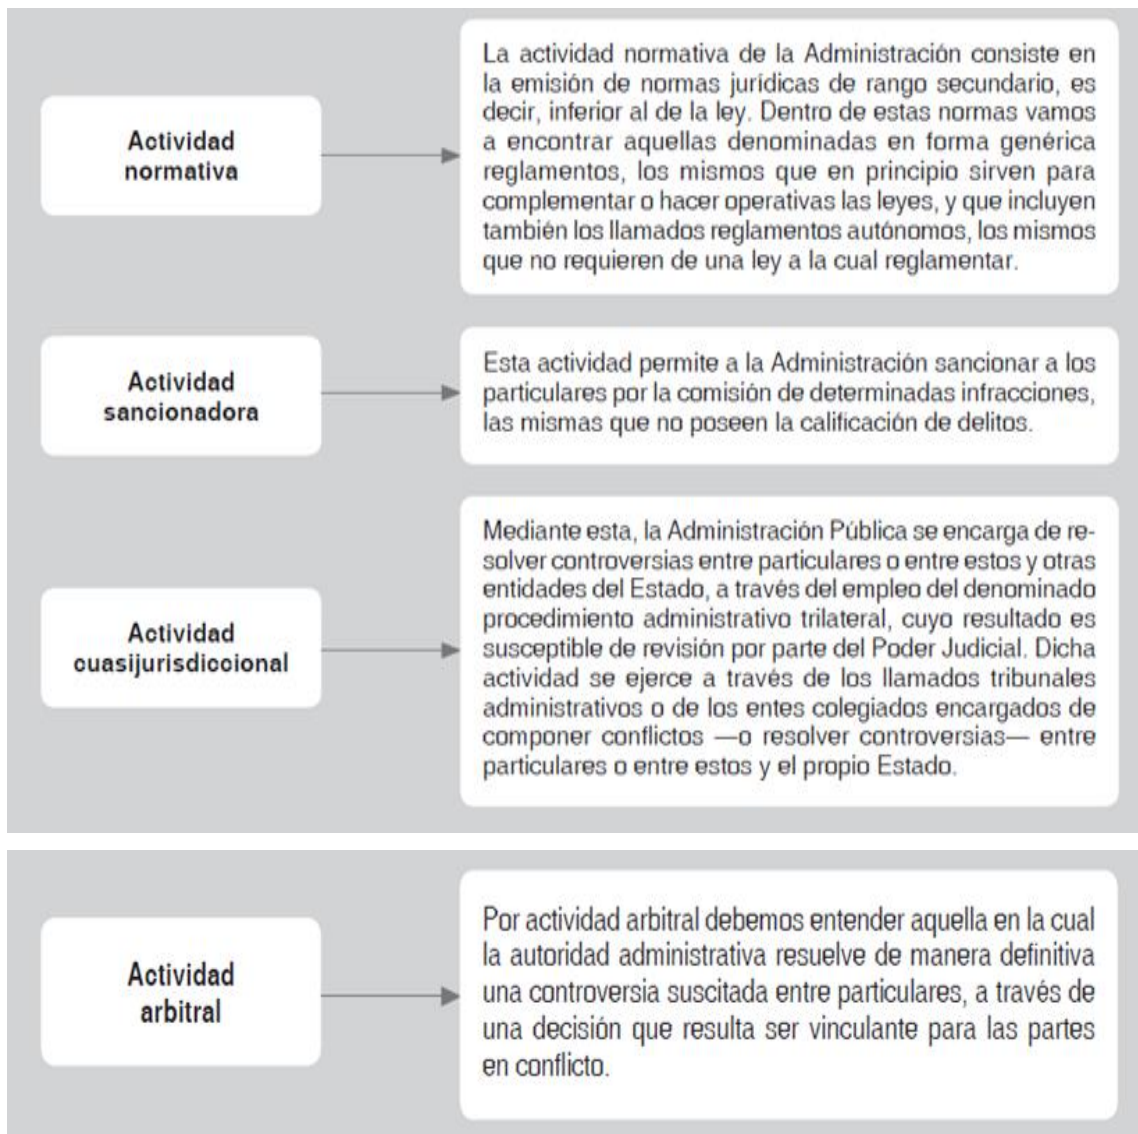 Actividad
normativa
La actividad normativa de la Administración consiste en
la emisión de normas jurídicas de rango secundario, es
decir, inferior al de la ley. Dentro de estas normas vamos
a encontrar aquellas denominadas en forma genérica
reglamentos, los mismos que en principio sirven para
complementar o hacer operativas las leyes, y que incluyen
también los llamados reglamentos autónomos, los mismos
que no requieren de una ley a la cual reglamentar.
Actividad
sancionadora
Esta actividad permite a la Administración sancionar a los
particulares por la comisión de determinadas infracciones,
las mismas que no poseen la calificación de delitos.
Actividad
cuasijurisdiccional
Mediante esta, la Administración Pública se encarga de re-
solver controversias entre particulares o entre estos y otras
entidades del Estado, a través del empleo del denominado
procedimiento administrativo trilateral, cuyo resultado es
susceptible de revisión por parte del Poder Judicial. Dicha
actividad se ejerce a través de los llamados tribunales
administrativos o de los entes colegiados encargados de
componer conflictos —o resolver controversias— entre
particulares o entre estos y el propio Estado.
Actividad
arbitral
Por actividad arbitral debemos entender aquella en la cual
la autoridad administrativa resuelve de manera definitiva
una controversia suscitada entre particulares, a través de
una decisión que resulta ser vinculante para las partes
en conflicto.